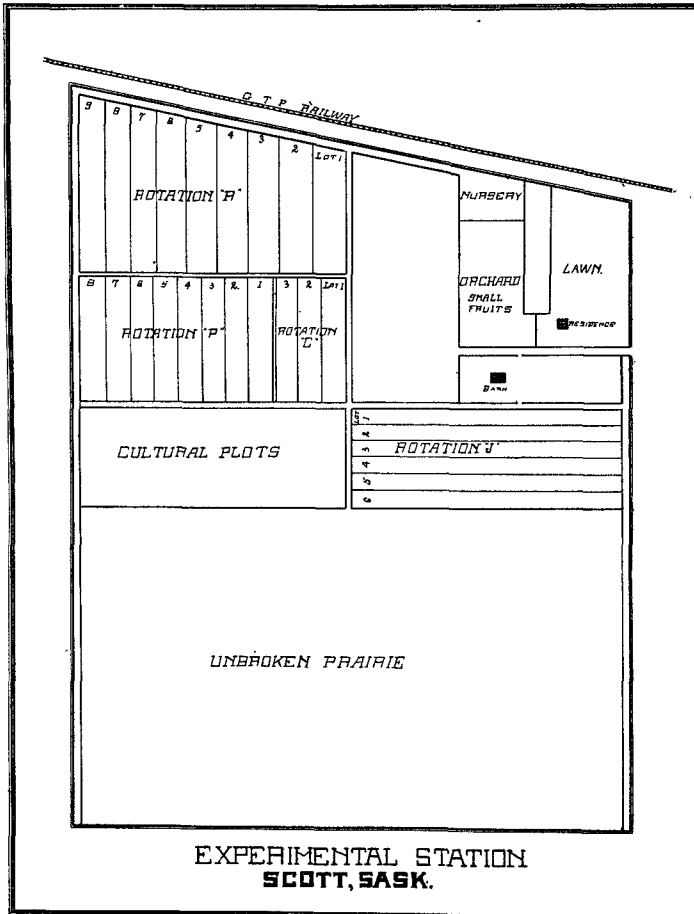 G. T. P. RAILWAY
9 8 7 6 5 4 3 2 LOT 1
ROTATION "R"
NURSERY
ORCHARD
SMALL
FRUITS
LAWN.
RESIDENCE
8 7 6 5 4 3 2 1
ROTATION "P"
3 2 LOT 1
ROTATION
"C"
BARN
CULTURAL PLOTS
LOT 1
2
3
4
5
6
ROTATION "J"
UNBROKEN PRAIRIE
EXPERIMENTAL STATION
SCOTT, SASK.